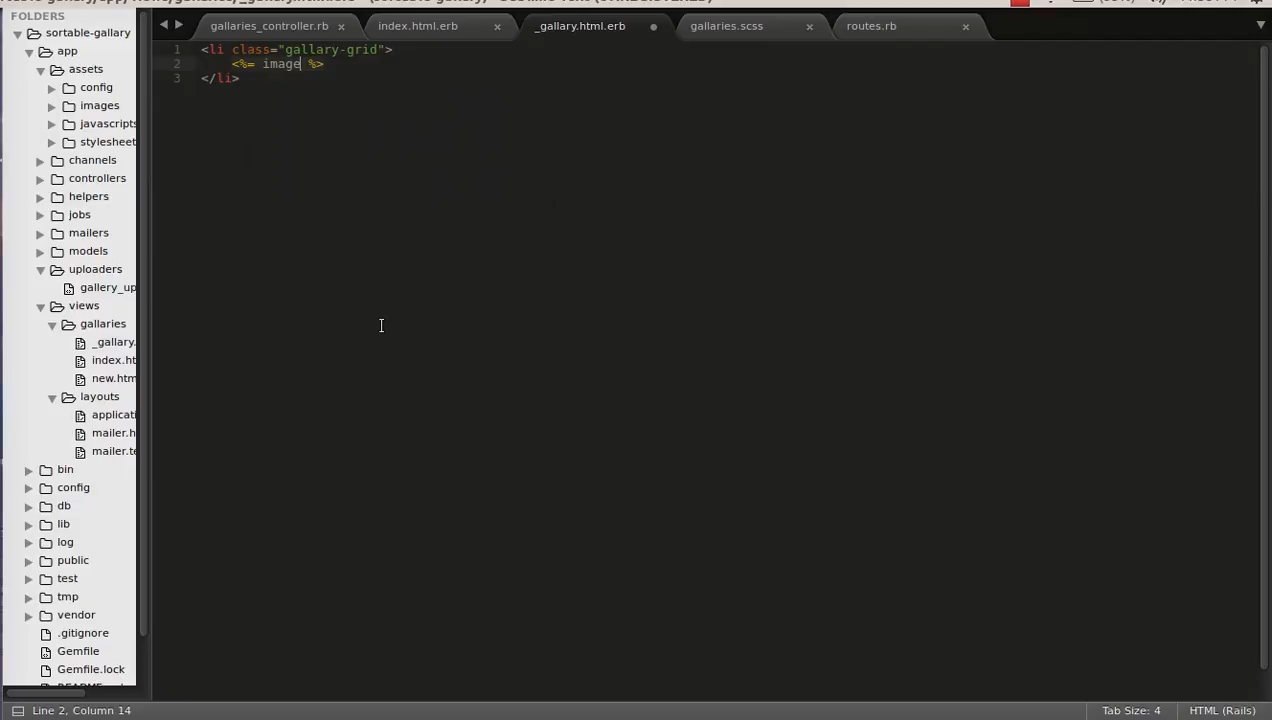 FOLDERS
sortable-gallary
app
assets
config
images
javascripts
stylesheet
channels
controllers
helpers
jobs
mailers
models
uploaders
gallery_up
views
gallaries
_gallary.
index.ht
new.htm
layouts
applicati
mailer.h
mailer.te
bin
config
db
lib
log
public
test
tmp
vendor
.gitignore
Gemfile
Gemfile.lock
gallaries_controller.rb
index.html.erb
_gallary.html.erb
gallaries.scss
routes.rb
1 <li class="gallary-grid">
2 <%= image %>
3 </li>
Line 2, Column 14
Tab Size: 4
HTML (Rails)